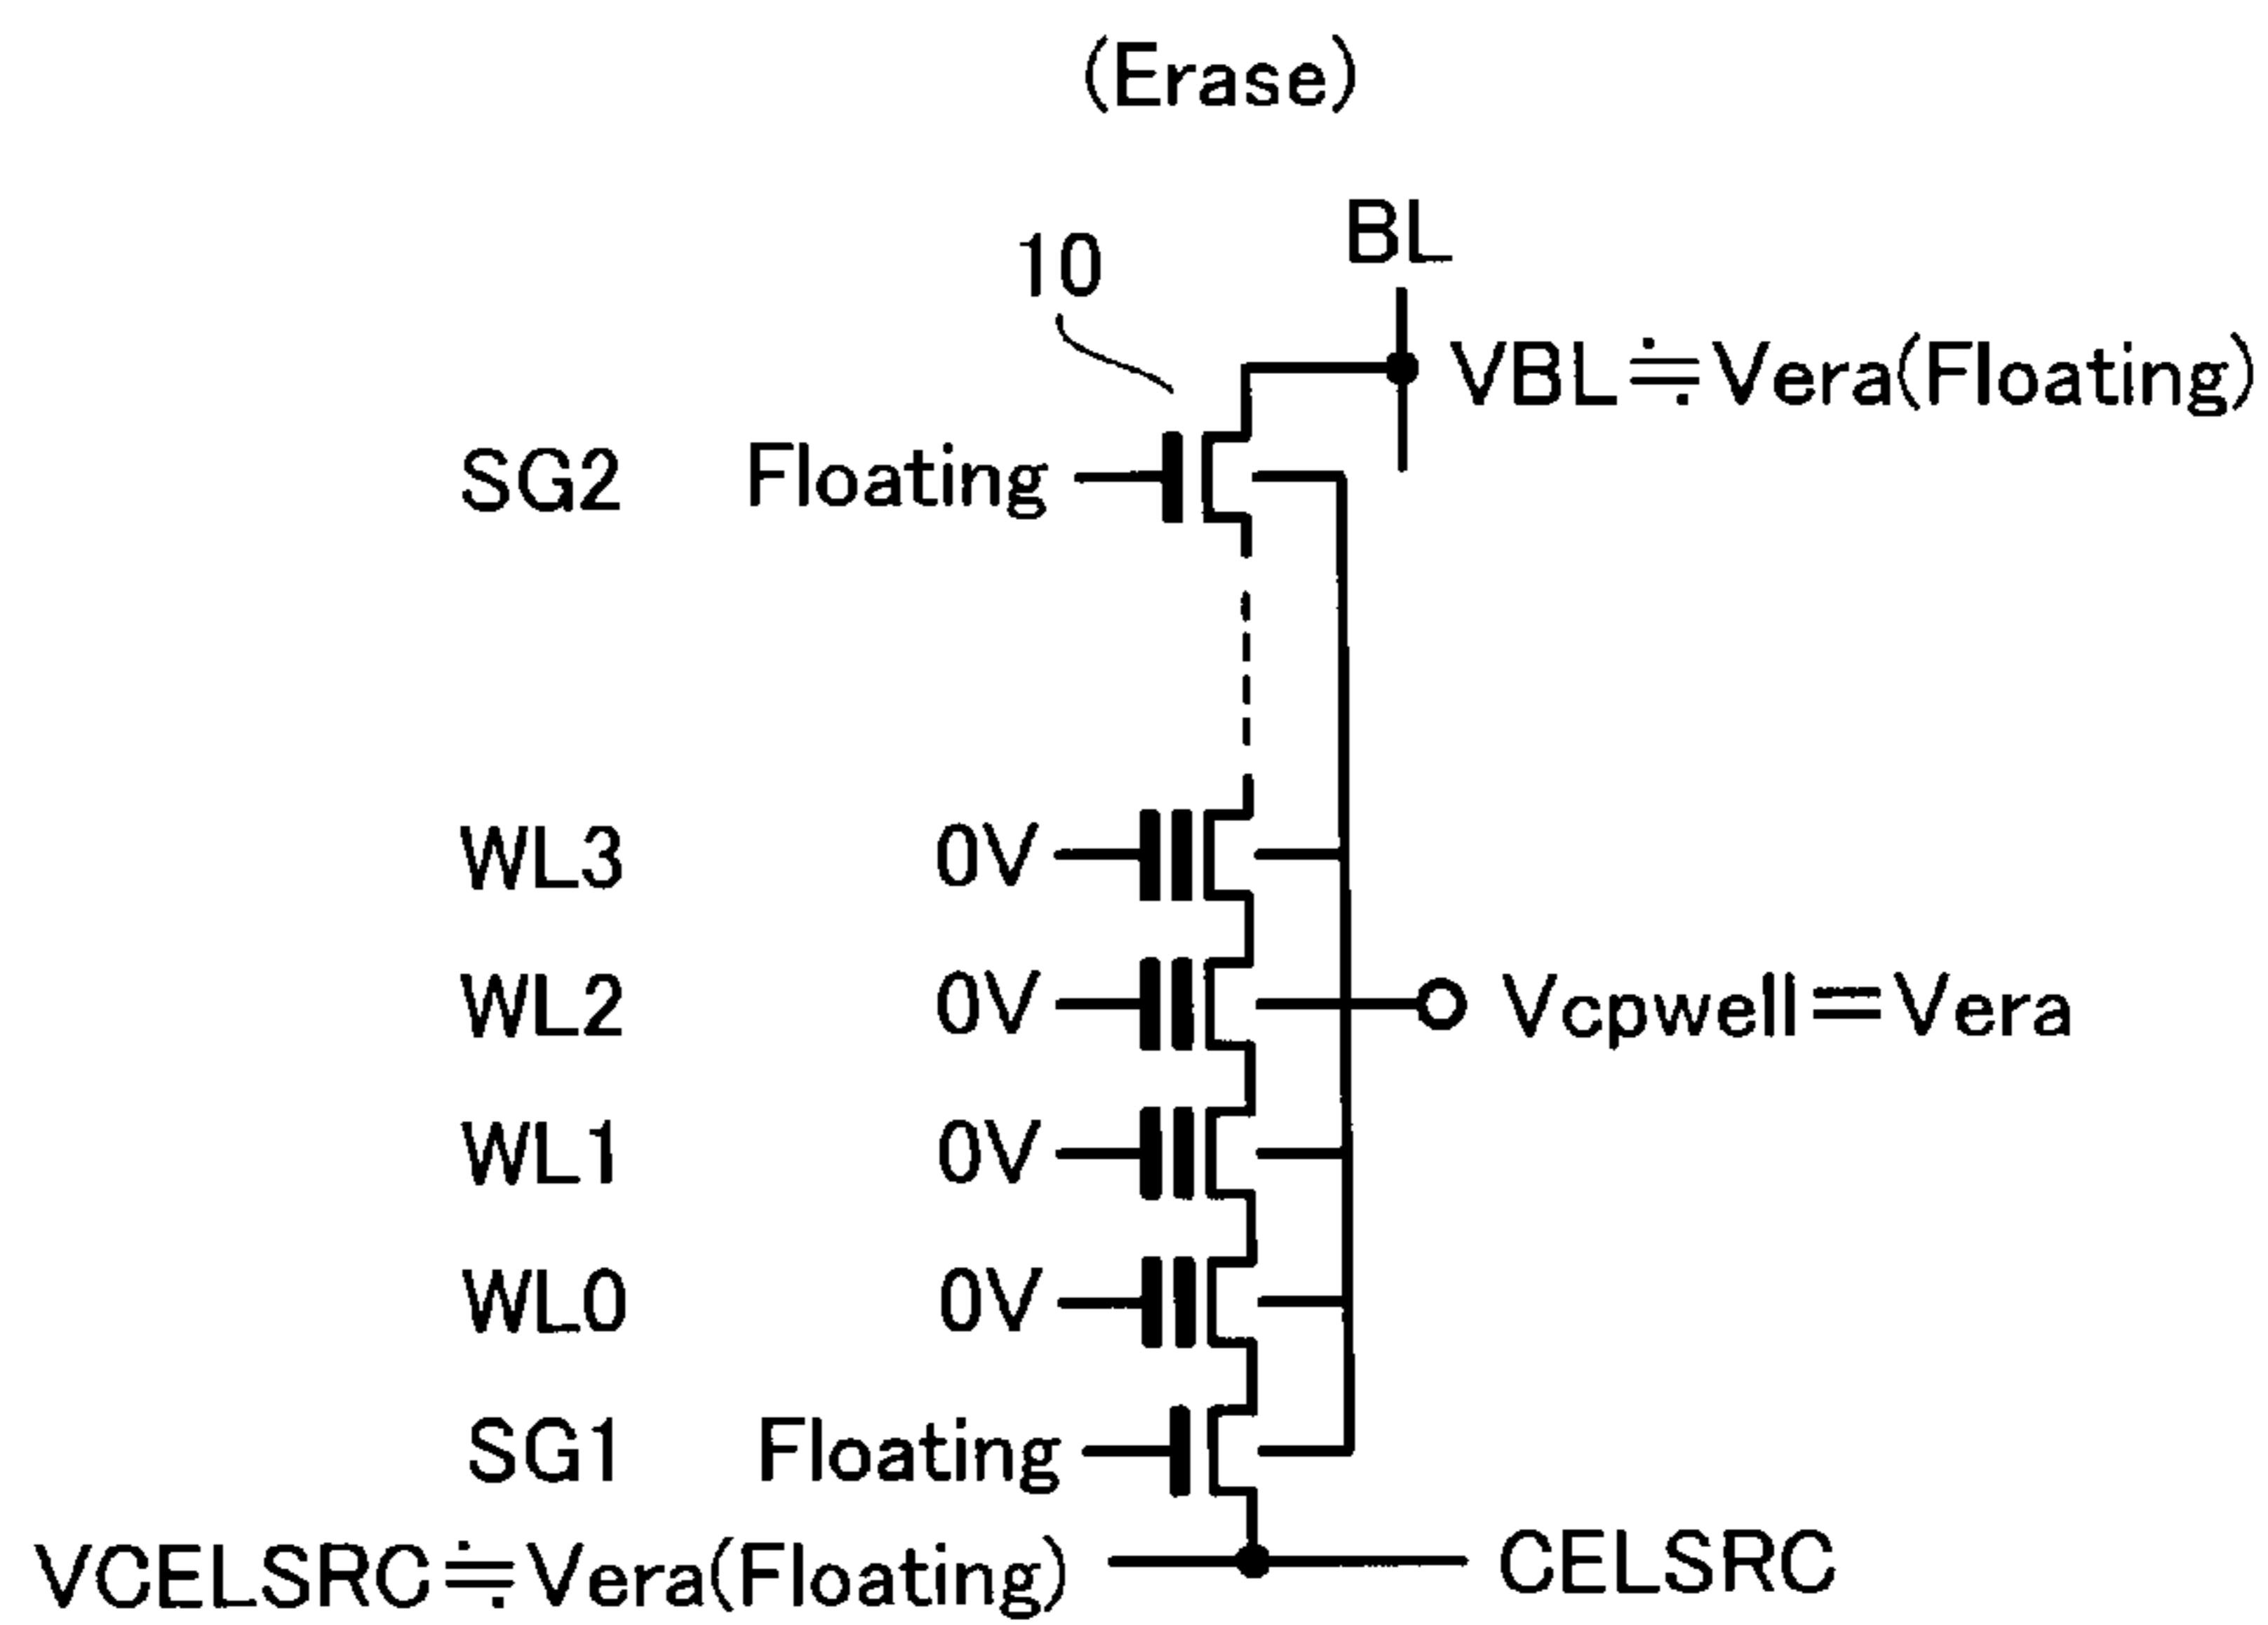 (Erase)
BL
10
VBL≒Vera(Floating)
SG2 Floating
WL3 0V
WL2 0V Vcpwell=Vera
WL1 0V
WL0 0V
SG1 Floating
VCELSRC≒Vera(Floating) CELSRC